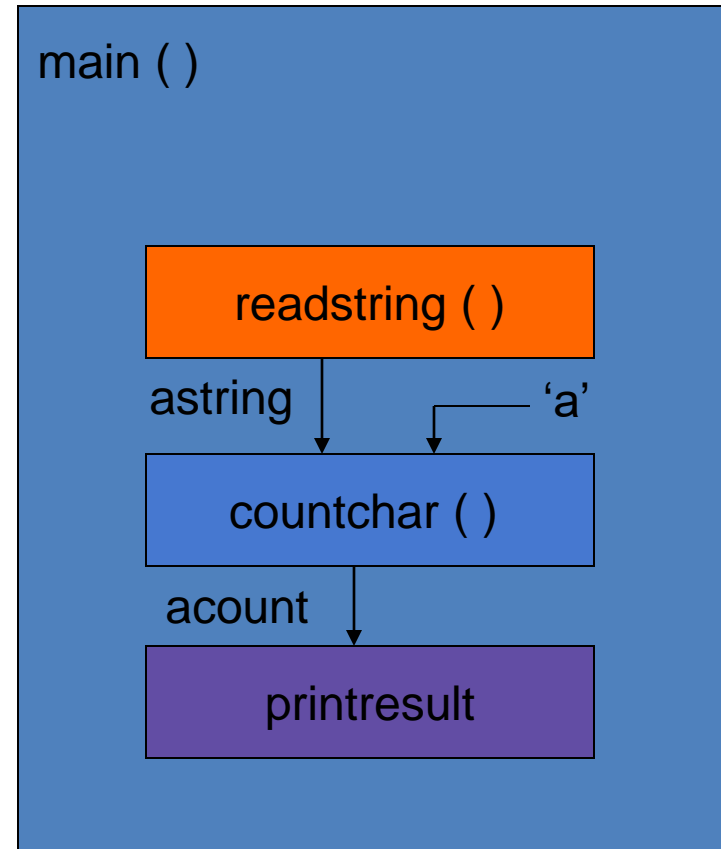 main ( )
readstring ( )
astring
‘a’
countchar ( )
acount
printresult